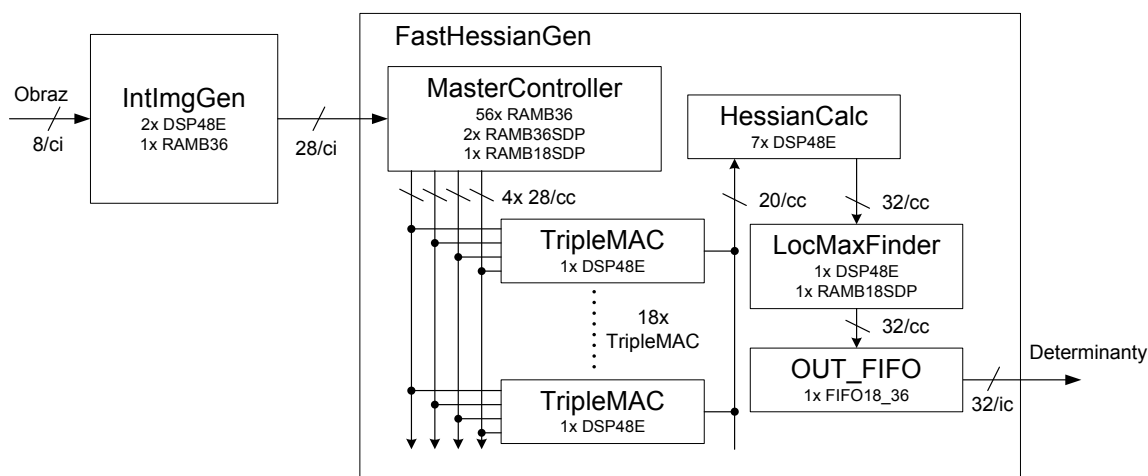 FastHessianGen
Obraz
8/ci
IntImgGen
2x DSP48E
1x RAMB36
28/ci
MasterController
56x RAMB36
2x RAMB36SDP
1x RAMB18SDP
4x 28/cc
HessianCalc
7x DSP48E
20/cc
32/cc
TripleMAC
1x DSP48E
LocMaxFinder
1x DSP48E
1x RAMB18SDP
18x
TripleMAC
32/cc
OUT_FIFO
1x FIFO18_36
Determinanty
32/ic
TripleMAC
1x DSP48E